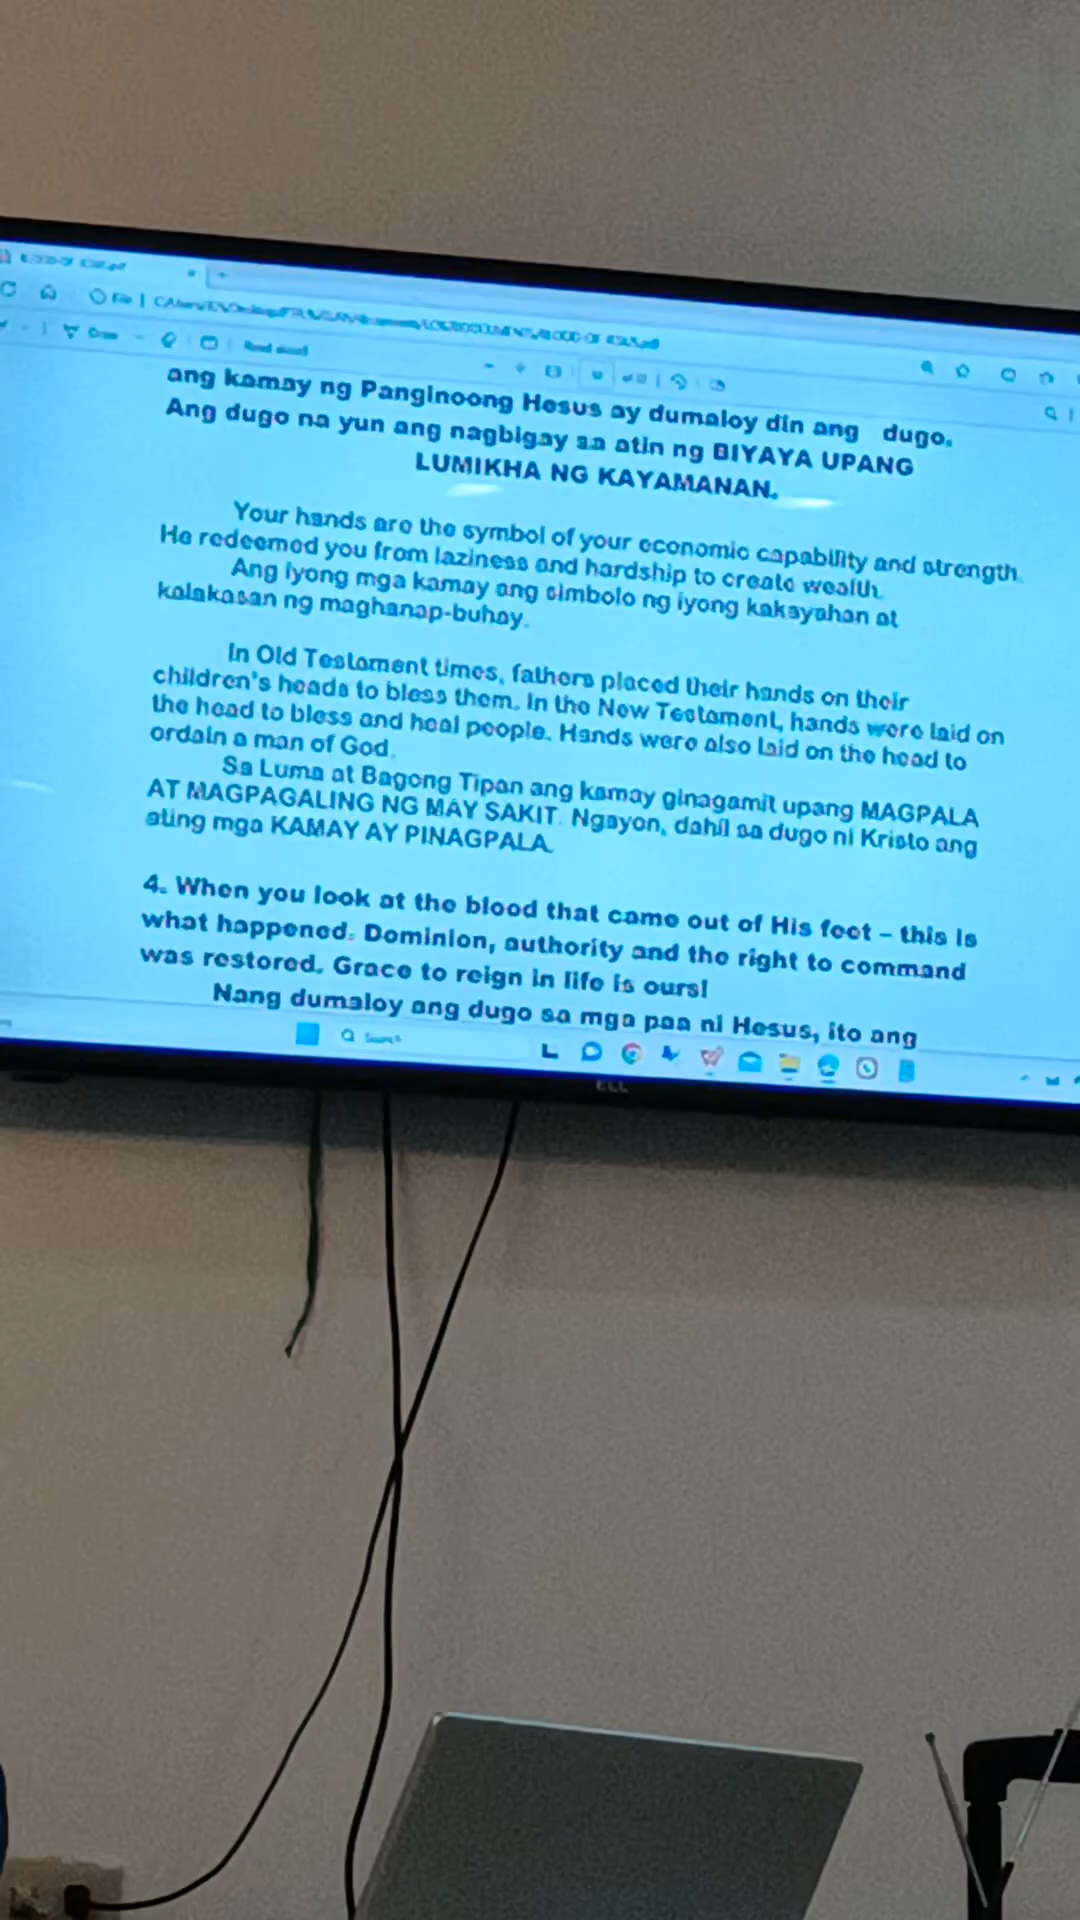 Draw
Read aloud
ang kamay ng Panginoong Hesus ay dumaloy din ang dugo.
Ang dugo na yun ang nagbigay sa atin ng BIYAYA UPANG
LUMIKHA NG KAYAMANAN.
Your hands are the symbol of your economic capability and strength
He redeemed you from laziness and hardship to create wealth.
Ang iyong mga kamay ang simbolo ng iyong kakayahan at
kalakasan ng maghanap-buhay.
In Old Testament times, fathers placed their hands on their
children's heads to bless them. In the New Testament, hands were laid on
the head to bless and heal people. Hands were also laid on the head to
ordain a man of God.
Sa Luma at Bagong Tipan ang kamay ginagamit upang MAGPALA
AT MAGPAGALING NG MAY SAKIT. Ngayon, dahil sa dugo ni Kristo ang
ating mga KAMAY AY PINAGPALA.
4. When you look at the blood that came out of His feet – this is
what happened. Dominion, authority and the right to command
was restored. Grace to reign in life is ours!
Nang dumaloy ang dugo sa mga paa ni Hesus, ito ang
Search